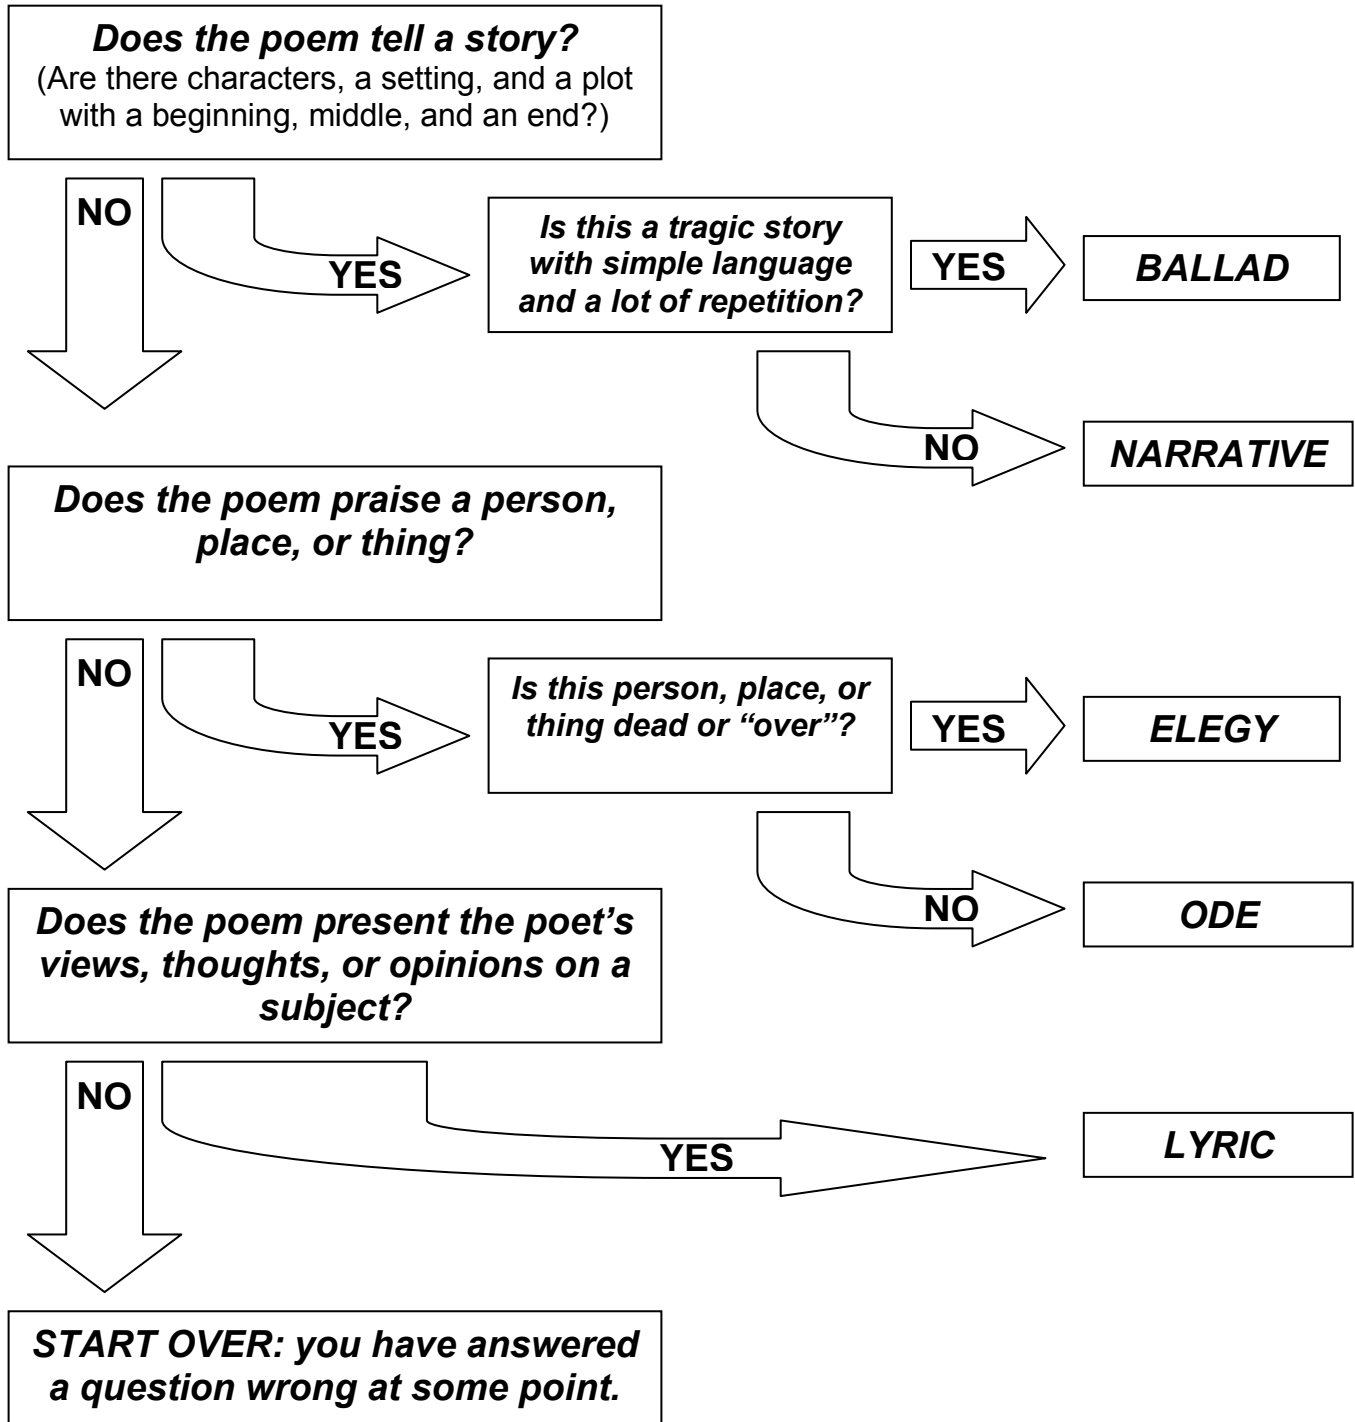 Does the poem tell a story?
(Are there characters, a setting, and a plot
with a beginning, middle, and an end?)
NO
YES
Is this a tragic story
with simple language
and a lot of repetition?
YES
BALLAD
NO
NARRATIVE
Does the poem praise a person,
place, or thing?
NO
YES
Is this person, place, or
thing dead or “over”?
YES
ELEGY
NO
ODE
Does the poem present the poet’s
views, thoughts, or opinions on a
subject?
NO
YES
LYRIC
START OVER: you have answered
a question wrong at some point.